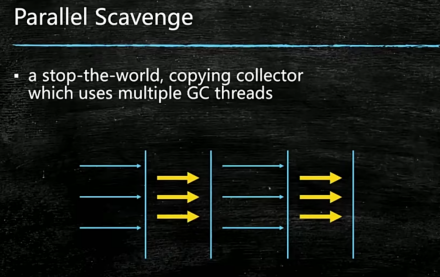 Parallel Scavenge
▪ a stop-the-world, copying collector
which uses multiple GC threads